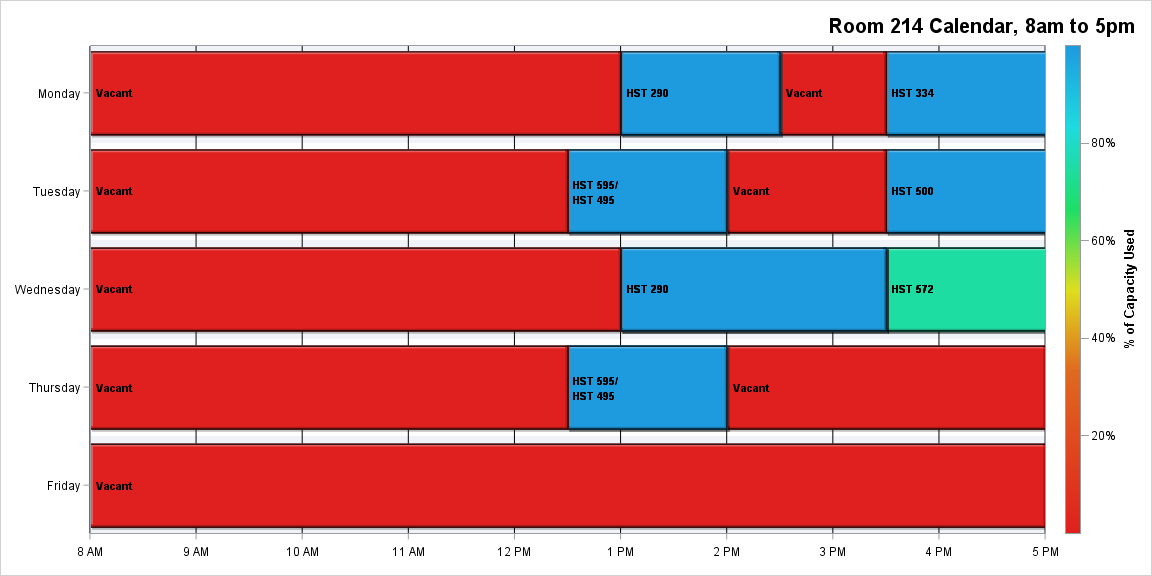 Room 214 Calendar, 8am to 5pm
Monday
Vacant
HST 290
Vacant
HST 334
Tuesday
Vacant
HST 595/
HST 495
Vacant
HST 500
Wednesday
Vacant
HST 290
HST 572
Thursday
Vacant
HST 595/
HST 495
Vacant
Friday
Vacant
8 AM
9 AM
10 AM
11 AM
12 PM
1 PM
2 PM
3 PM
4 PM
5 PM
80%
60%
40%
20%
% of Capacity Used